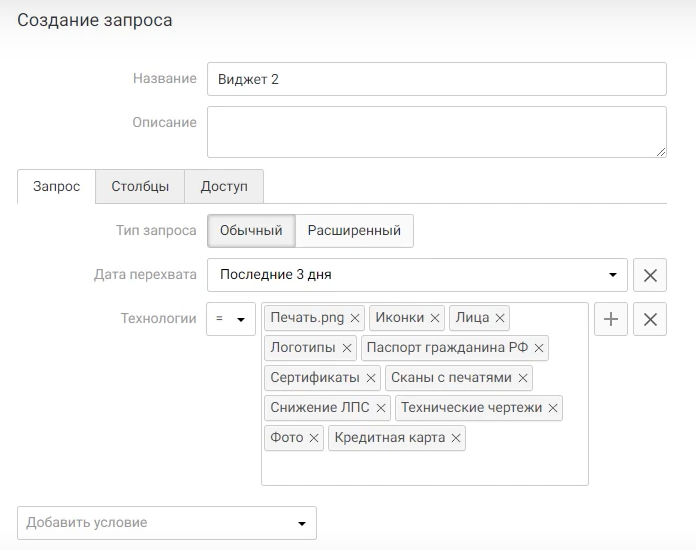 Создание запроса
Название Виджет 2
Описание
Запрос Столбцы Доступ
Тип запроса Обычный Расширенный
Дата перехвата Последние 3 дня
Технологии = Печать.png Иконки Лица
Логотипы Паспорт гражданина РФ
Сертификаты Сканы с печатями
Снижение ЛПС Технические чертежи
Фото Кредитная карта
Добавить условие